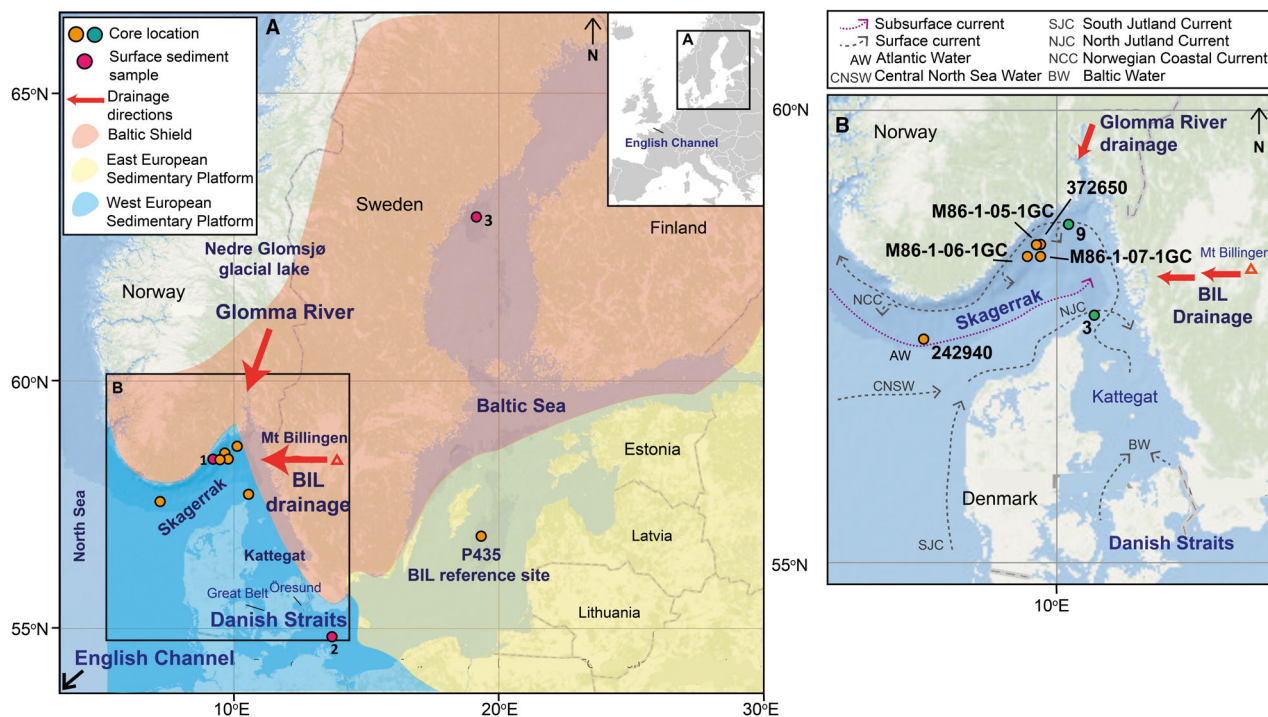 Core location
Surface sediment
sample
Drainage
directions
Baltic Shield
East European
Sedimentary Platform
West European
Sedimentary Platform
A
N
A
English Channel
65°N
60°N
55°N
10°E
20°E
30°E
Sweden
Finland
Norway
3
Nedre Glomsjø
glacial lake
Glomma River
B
Baltic Sea
Mt Billingen
1
BIL
drainage
Skagerrak
North Sea
Kattegat
Great Belt
Öresund
Danish Straits
2
English Channel
Estonia
Latvia
Lithuania
P435
BIL reference site
Subsurface current
Surface current
AW Atlantic Water
CNSW Central North Sea Water
SJC South Jutland Current
NJC North Jutland Current
NCC Norwegian Coastal Current
BW Baltic Water
60°N
55°N
10°E
B
N
Norway
Glomma River
drainage
372650
M86-1-05-1GC
9
M86-1-06-1GC
M86-1-07-1GC
Mt Billingen
BIL
Drainage
NCC
Skagerrak
NJC
3
AW
242940
CNSW
Kattegat
BW
Denmark
SJC
Danish Straits